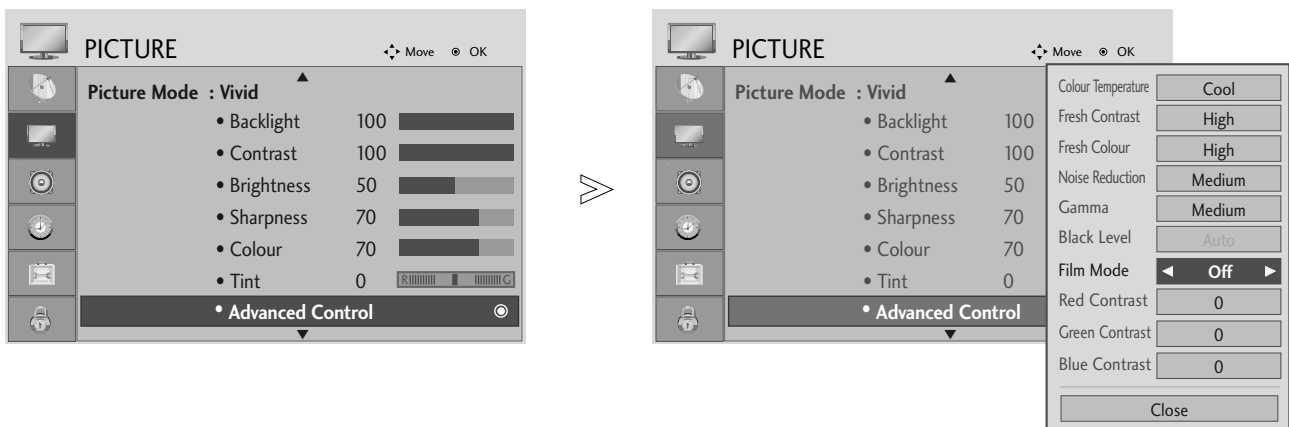 PICTURE
Move OK
Picture Mode : Vivid
• Backlight 100
• Contrast 100
• Brightness 50
• Sharpness 70
• Colour 70
• Tint 0 R G
• Advanced Control
PICTURE
Move OK
Picture Mode : Vivid
• Backlight 100
• Contrast 100
• Brightness 50
• Sharpness 70
• Colour 70
• Tint 0
• Advanced Control
Colour Temperature Cool
Fresh Contrast High
Fresh Colour High
Noise Reduction Medium
Gamma Medium
Black Level Auto
Film Mode Off
Red Contrast 0
Green Contrast 0
Blue Contrast 0
Close